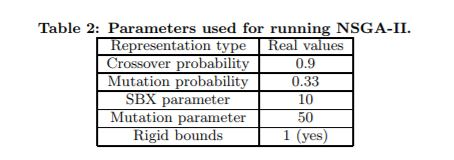 Table 2: Parameters used for running NSGA-II.
Representation type Real values
Crossover probability 0.9
Mutation probability 0.33
SBX parameter 10
Mutation parameter 50
Rigid bounds 1 (yes)